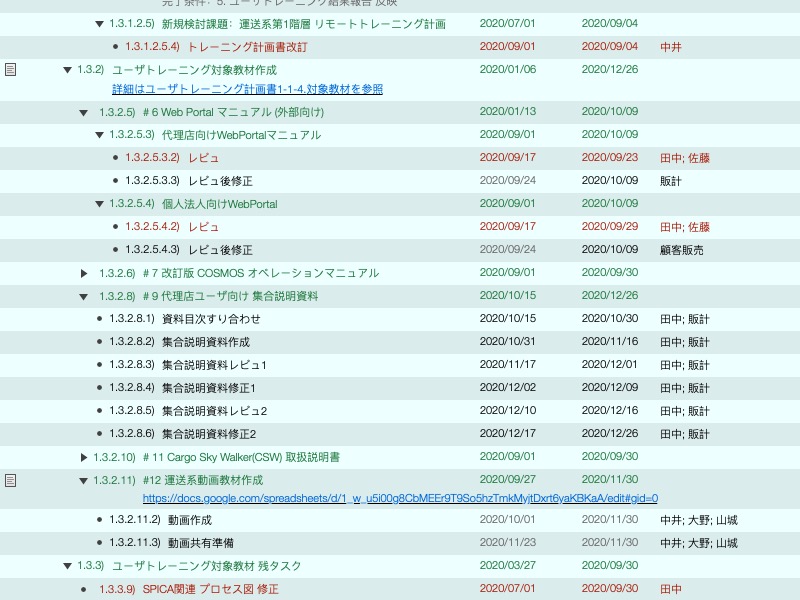 完了条件: 5. ユーザトレーニング結果報告 反映
1.3.1.2.5) 新規検討課題: 運送系第1階層 リモートトレーニング計画 2020/07/01 2020/09/04
1.3.1.2.5.4) トレーニング計画書改訂 2020/09/01 2020/09/04 中井
1.3.2) ユーザトレーニング対象教材作成 2020/01/06 2020/12/26
詳細はユーザトレーニング計画書1-1-4.対象教材を参照
1.3.2.5) # 6 Web Portal マニュアル (外部向け) 2020/01/13 2020/10/09
1.3.2.5.3) 代理店向けWebPortalマニュアル 2020/09/01 2020/10/09
1.3.2.5.3.2) レビュ 2020/09/17 2020/09/23 田中; 佐藤
1.3.2.5.3.3) レビュ後修正 2020/09/24 2020/10/09 販計
1.3.2.5.4) 個人法人向けWebPortal 2020/09/01 2020/10/09
1.3.2.5.4.2) レビュ 2020/09/17 2020/09/29 田中; 佐藤
1.3.2.5.4.3) レビュ後修正 2020/09/24 2020/10/09 顧客販売
1.3.2.6) # 7 改訂版 COSMOS オペレーションマニュアル 2020/09/01 2020/09/30
1.3.2.8) # 9 代理店ユーザ向け 集合説明資料 2020/10/15 2020/12/26
1.3.2.8.1) 資料目次すり合わせ 2020/10/15 2020/10/30 田中; 販計
1.3.2.8.2) 集合説明資料作成 2020/10/31 2020/11/16 田中; 販計
1.3.2.8.3) 集合説明資料レビュ1 2020/11/17 2020/12/01 田中; 販計
1.3.2.8.4) 集合説明資料修正1 2020/12/02 2020/12/09 田中; 販計
1.3.2.8.5) 集合説明資料レビュ2 2020/12/10 2020/12/16 田中; 販計
1.3.2.8.6) 集合説明資料修正2 2020/12/17 2020/12/26 田中; 販計
1.3.2.10) # 11 Cargo Sky Walker(CSW) 取扱説明書 2020/09/01 2020/09/30
1.3.2.11) #12 運送系動画教材作成 2020/09/27 2020/11/30
https://docs.google.com/spreadsheets/d/1_w_u5i00g8CbMEEr9T9So5hzTmkMyjtDxrt6yaKBKaA/edit#gid=0
1.3.2.11.2) 動画作成 2020/10/01 2020/11/30 中井; 大野; 山城
1.3.2.11.3) 動画共有準備 2020/11/23 2020/11/30 中井; 大野; 山城
1.3.3) ユーザトレーニング対象教材 残タスク 2020/03/27 2020/09/30
1.3.3.9) SPICA関連 プロセス図 修正 2020/07/01 2020/09/30 田中